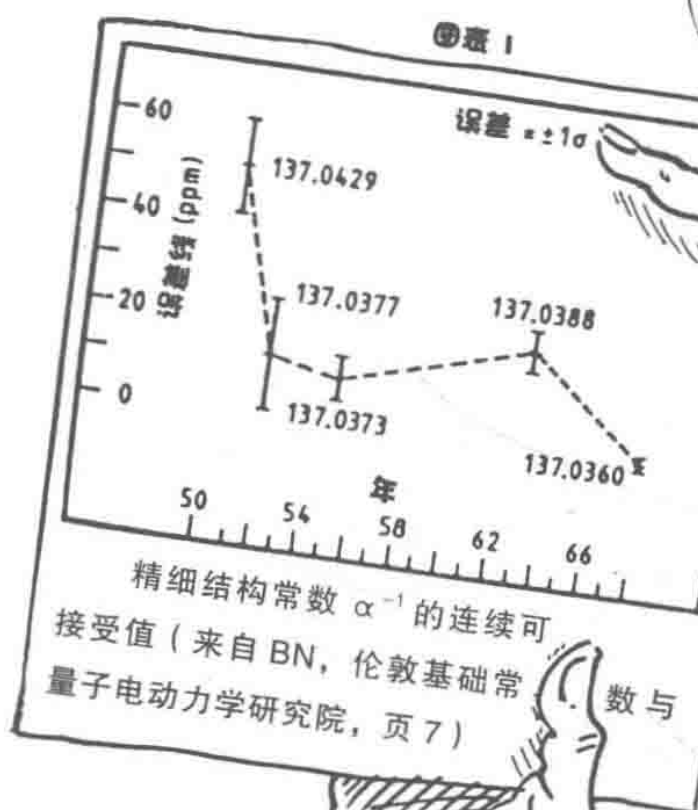 图表 1
误差 = ±1σ
60
40
20
0
误差线 (ppm)
137.0429
137.0377
137.0388
137.0373
137.0360
年
50
54
58
62
66
精细结构常数 α⁻¹ 的连续可
接受值(来自 BN,伦敦基础常 数与
量子电动力学研究院,页 7)